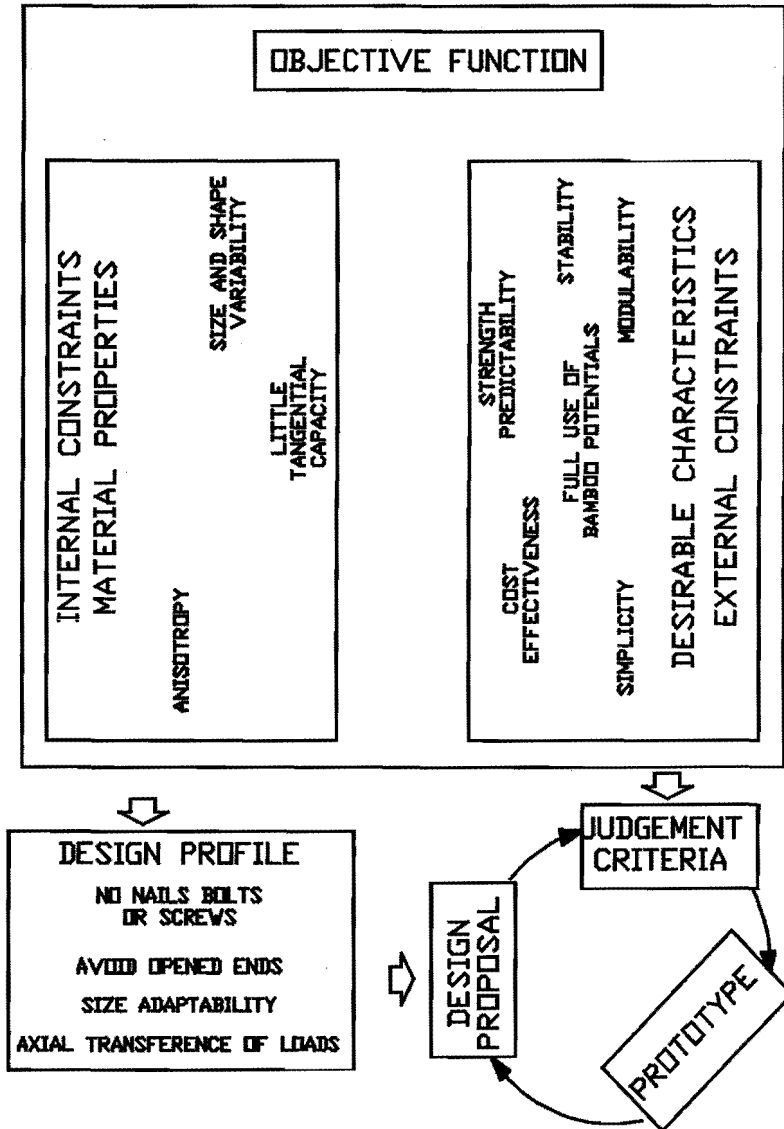 OBJECTIVE FUNCTION
INTERNAL CONSTRAINTS
MATERIAL PROPERTIES
ANISOTROPY
SIZE AND SHAPE
VARIABILITY
LITTLE
TANGENTIAL
CAPACITY
STRENGTH
PREDICTABILITY
COST
EFFECTIVENESS
STABILITY
FULL USE OF
BAMBOO POTENTIALS
MODULABILITY
SIMPLICITY
DESIRABLE CHARACTERISTICS
EXTERNAL CONSTRAINTS
DESIGN PROFILE
NO NAILS BOLTS
OR SCREWS
AVOID OPENED ENDS
SIZE ADAPTABILITY
AXIAL TRANSFERENCE OF LOADS
DESIGN
PROPOSAL
JUDGEMENT
CRITERIA
PROTOTYPE